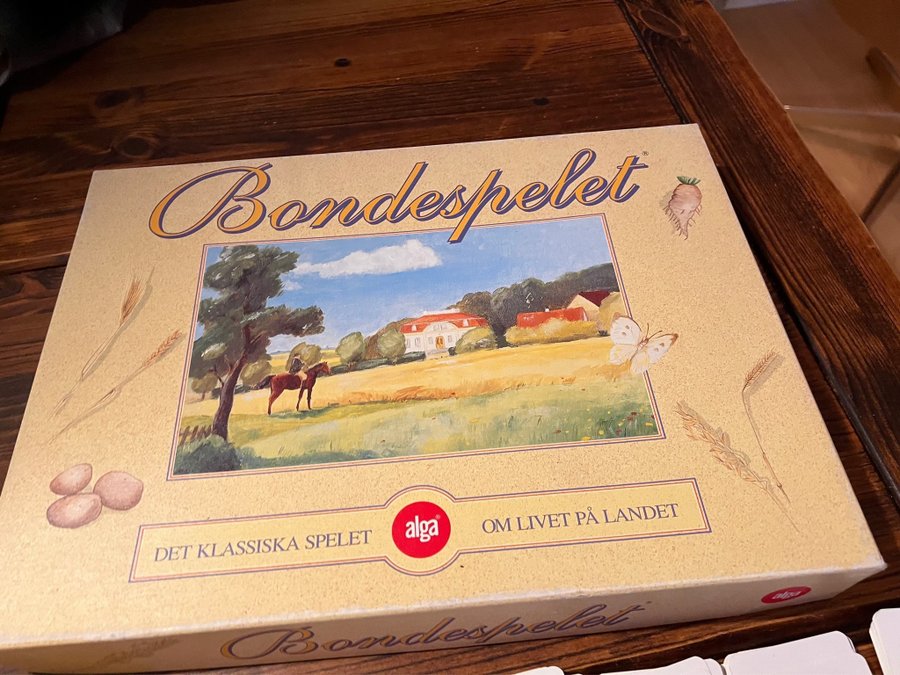 Bondespelet®
DET KLASSISKA SPELET alga® OM LIVET PÅ LANDET
Bondespelet
alga